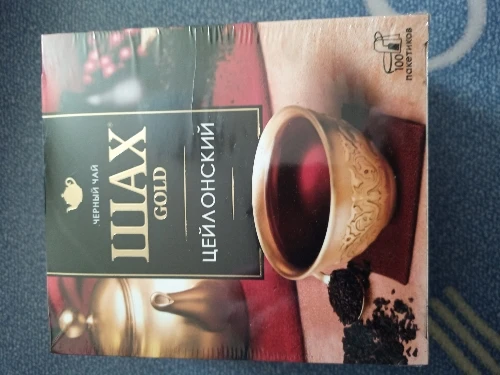 ЧЕРНЫЙ ЧАЙ
ШАХ
GOLD
ЦЕЙЛОНСКИЙ
100
пакетиков